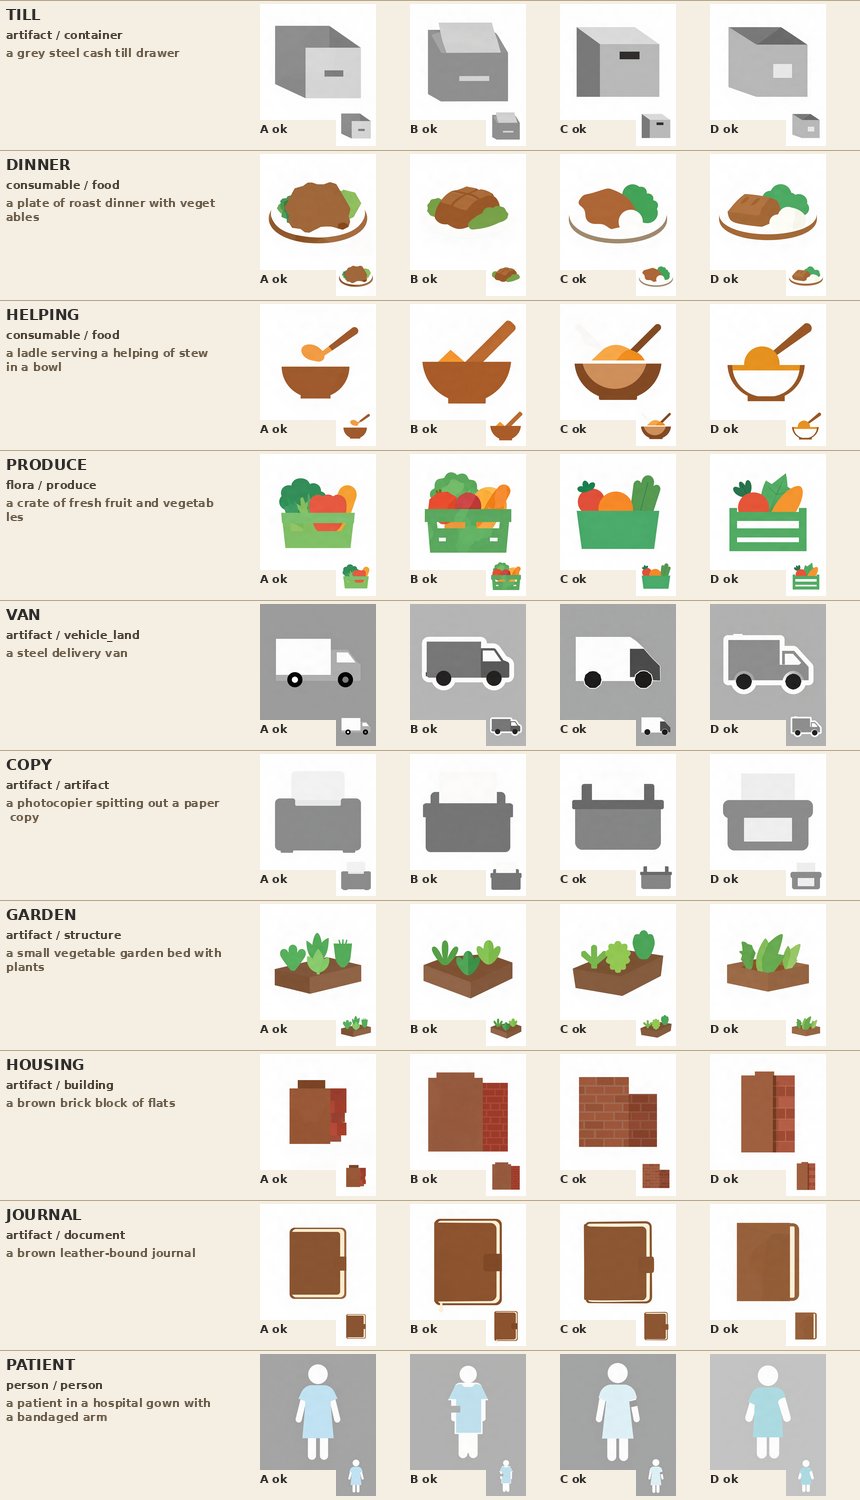 TILL
artifact / container
a grey steel cash till drawer
A ok
B ok
C ok
D ok
DINNER
consumable / food
a plate of roast dinner with veget
ables
A ok
B ok
C ok
D ok
HELPING
consumable / food
a ladle serving a helping of stew
in a bowl
A ok
B ok
C ok
D ok
PRODUCE
flora / produce
a crate of fresh fruit and vegetab
les
A ok
B ok
C ok
D ok
VAN
artifact / vehicle_land
a steel delivery van
A ok
B ok
C ok
D ok
COPY
artifact / artifact
a photocopier spitting out a paper
copy
A ok
B ok
C ok
D ok
GARDEN
artifact / structure
a small vegetable garden bed with
plants
A ok
B ok
C ok
D ok
HOUSING
artifact / building
a brown brick block of flats
A ok
B ok
C ok
D ok
JOURNAL
artifact / document
a brown leather-bound journal
A ok
B ok
C ok
D ok
PATIENT
person / person
a patient in a hospital gown with
a bandaged arm
A ok
B ok
C ok
D ok